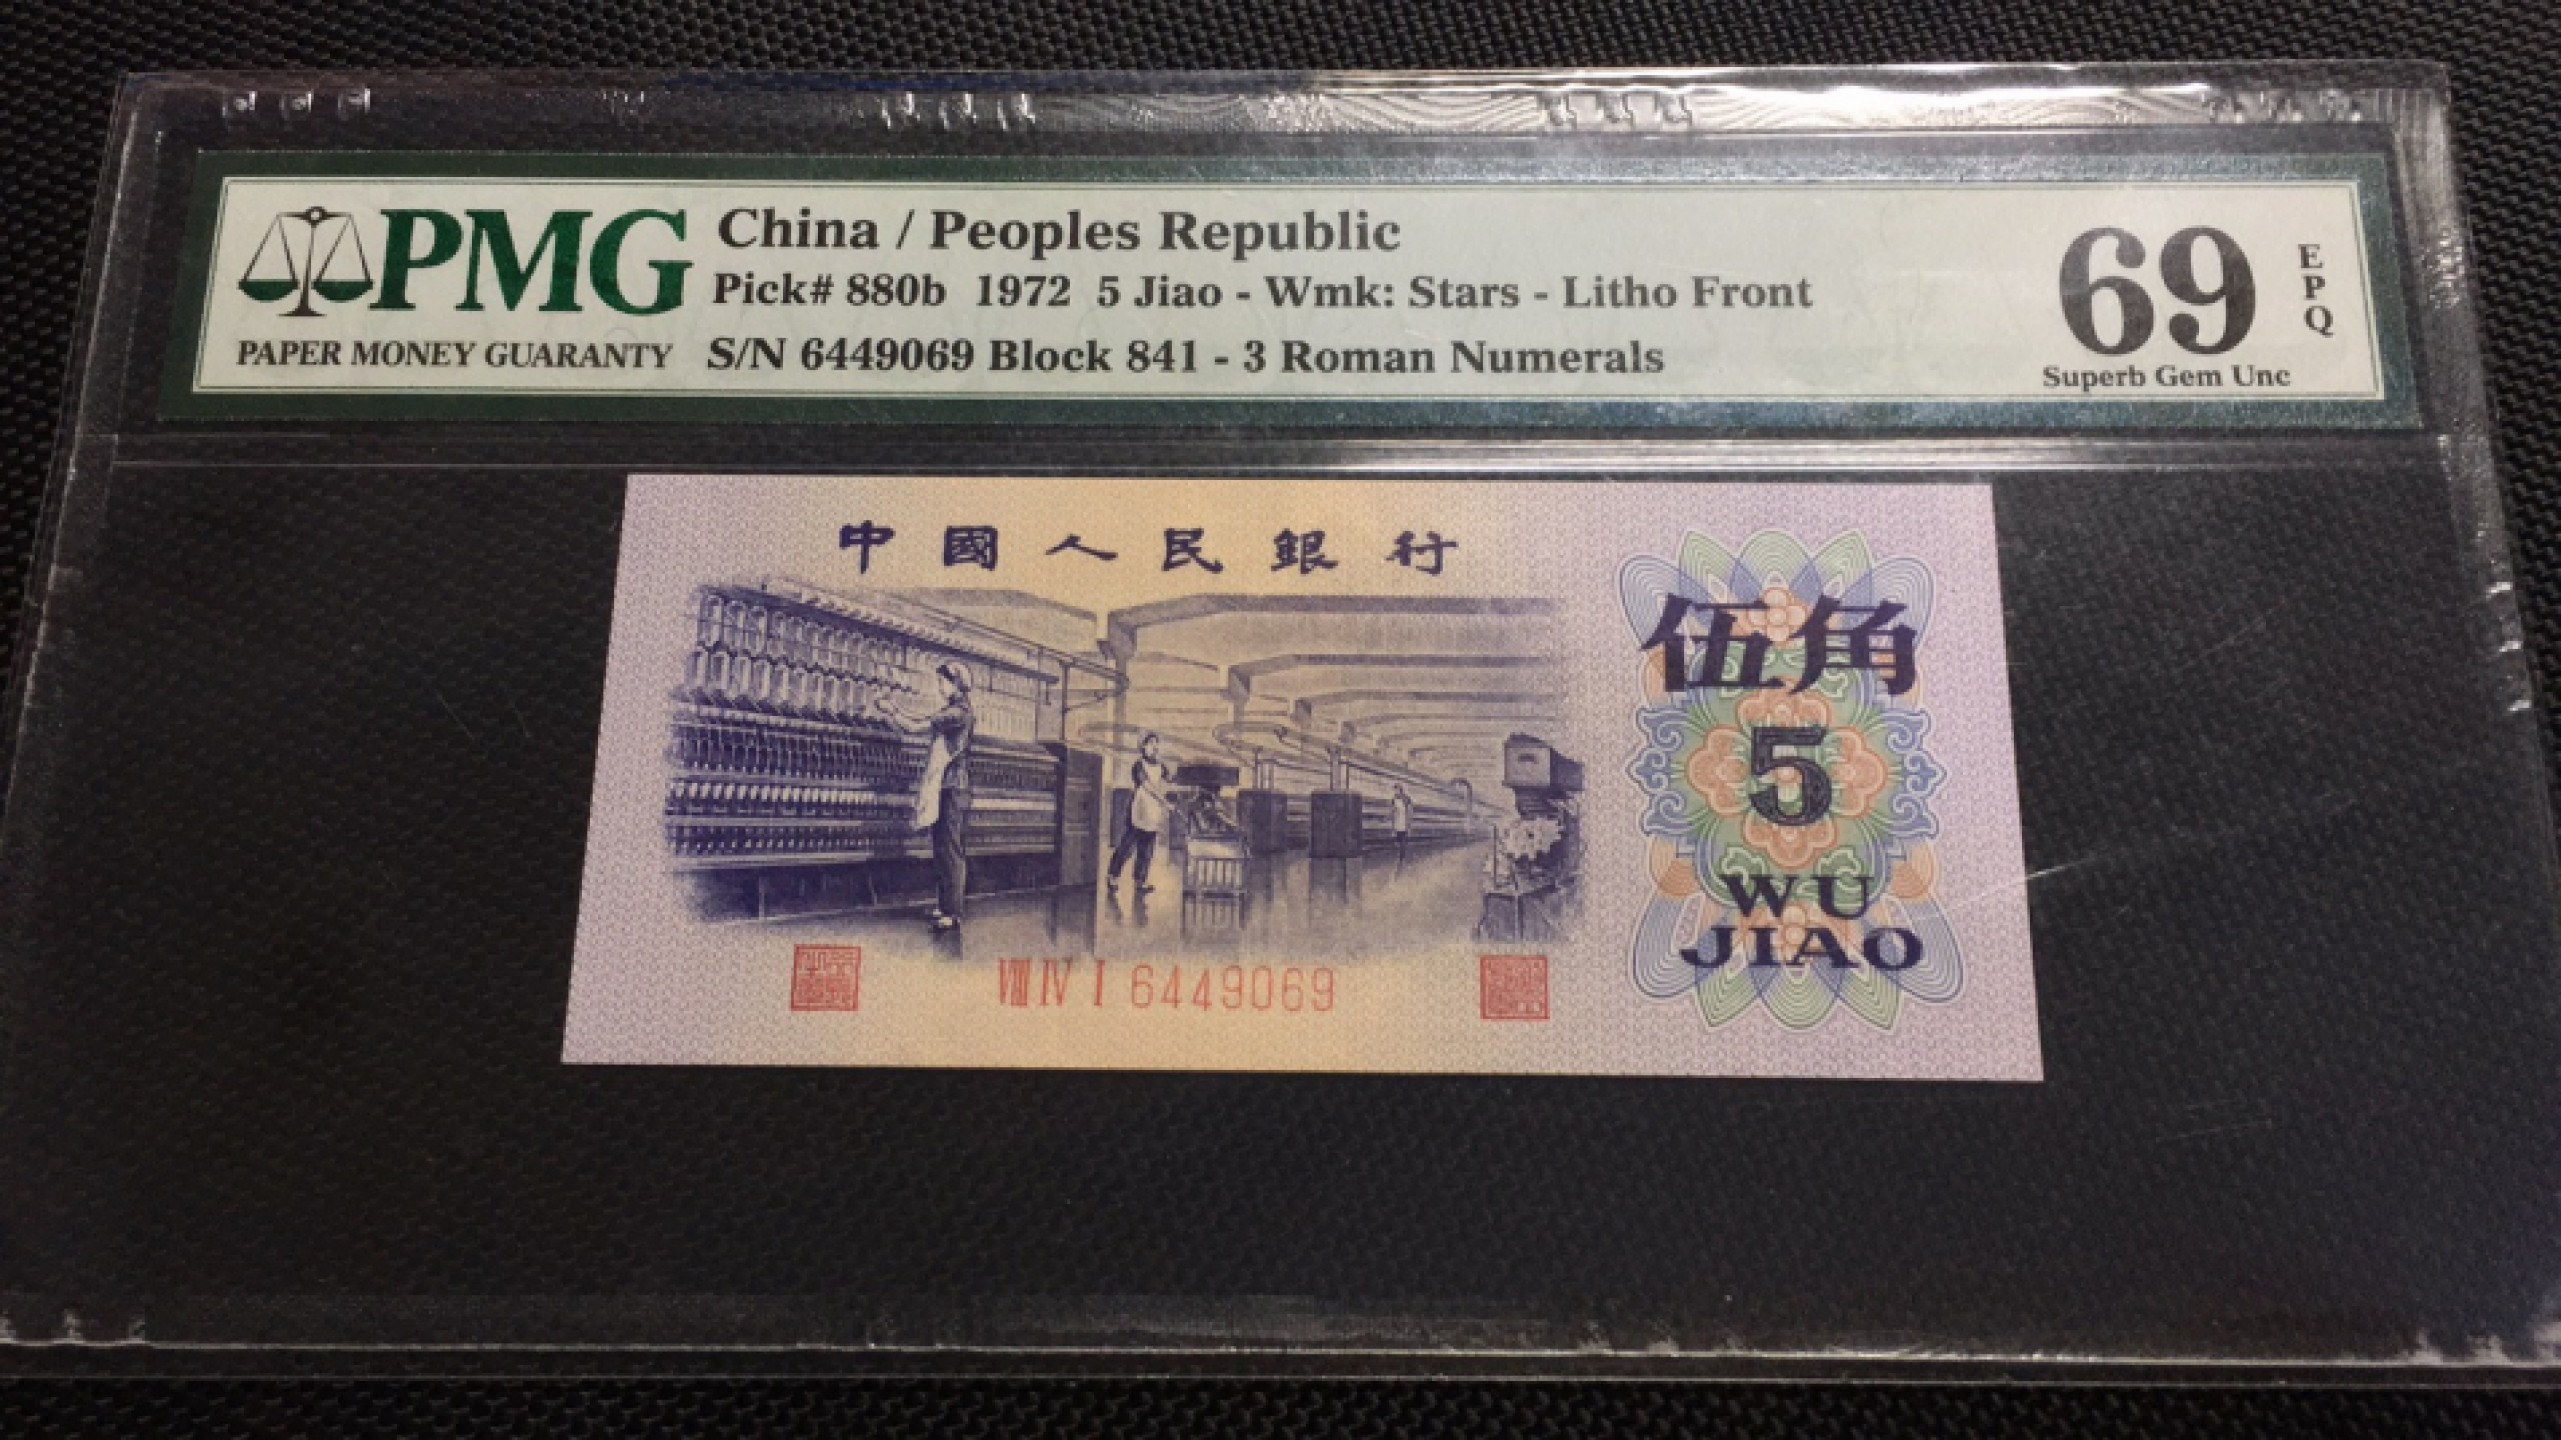 PMG
PAPER MONEY GUARANTY
China / Peoples Republic
Pick# 880b 1972 5 Jiao - Wmk: Stars - Litho Front
S/N 6449069 Block 841 - 3 Roman Numerals
69
EPQ
Superb Gem Unc
中國人民銀行
伍角
5
WU
JIAO
VIII IV I 6449069